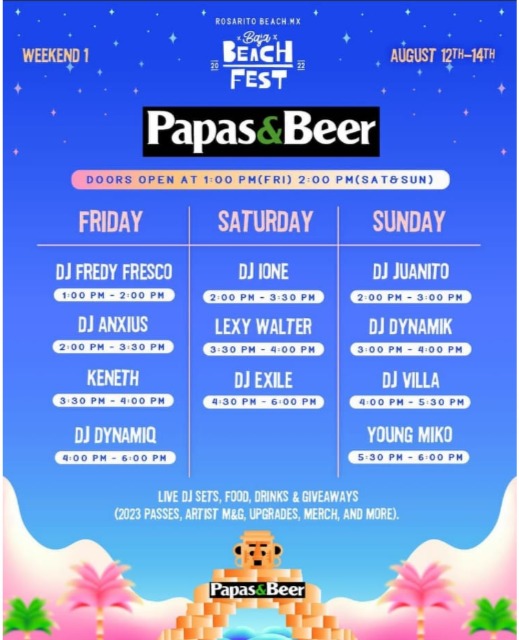 ROSARITO BEACH.MX
Baja
BEACH
20 22
FEST
WEEKEND 1
AUGUST 12TH–14TH
Papas&Beer
DOORS OPEN AT 1:00 PM(FRI) 2:00 PM(SAT&SUN)
FRIDAY
DJ FREDY FRESCO
1:00 PM - 2:00 PM
DJ ANXIUS
2:00 PM - 3:30 PM
KENETH
3:30 PM - 4:00 PM
DJ DYNAMIQ
4:00 PM - 6:00 PM
SATURDAY
DJ IONE
2:00 PM - 3:30 PM
LEXY WALTER
3:30 PM - 4:00 PM
DJ EXILE
4:30 PM - 6:00 PM
SUNDAY
DJ JUANITO
2:00 PM - 3:00 PM
DJ DYNAMIK
3:00 PM - 4:00 PM
DJ VILLA
4:00 PM - 5:30 PM
YOUNG MIKO
5:30 PM - 6:00 PM
LIVE DJ SETS, FOOD, DRINKS & GIVEAWAYS
(2023 PASSES, ARTIST M&G, UPGRADES, MERCH, AND MORE).
Papas&Beer